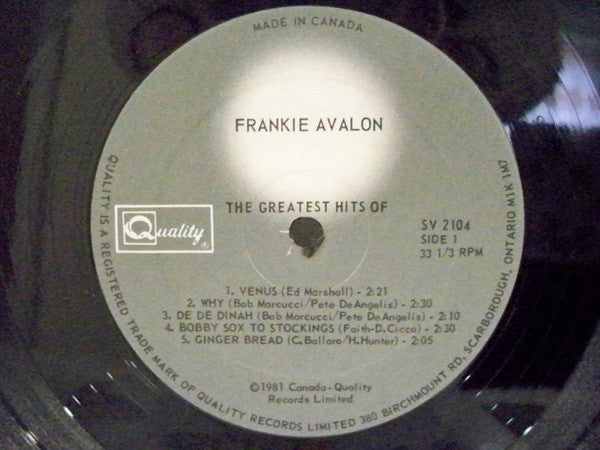 MADE IN CANADA
FRANKIE AVALON
THE GREATEST HITS OF
Quality
®
SV 2104
SIDE 1
33 1/3 RPM
1. VENUS (Ed Marshall) - 2:21
2. WHY (Bob Marcucci/Pete DeAngelis) - 2:30
3. DE DE DINAH (Bob Marcucci/Pete DeAngelis) - 2:10
4. BOBBY SOX TO STOCKINGS (Faith-D.Cicco) - 2:30
5. GINGER BREAD (C.Ballaro/H.Hunter) - 2:05
©1981 Canada-Quality
Records Limited
QUALITY IS A REGISTERED TRADE MARK OF QUALITY RECORDS LIMITED 380 BIRCHMOUNT RD, SCARBOROUGH, ONTARIO M1K 1M7